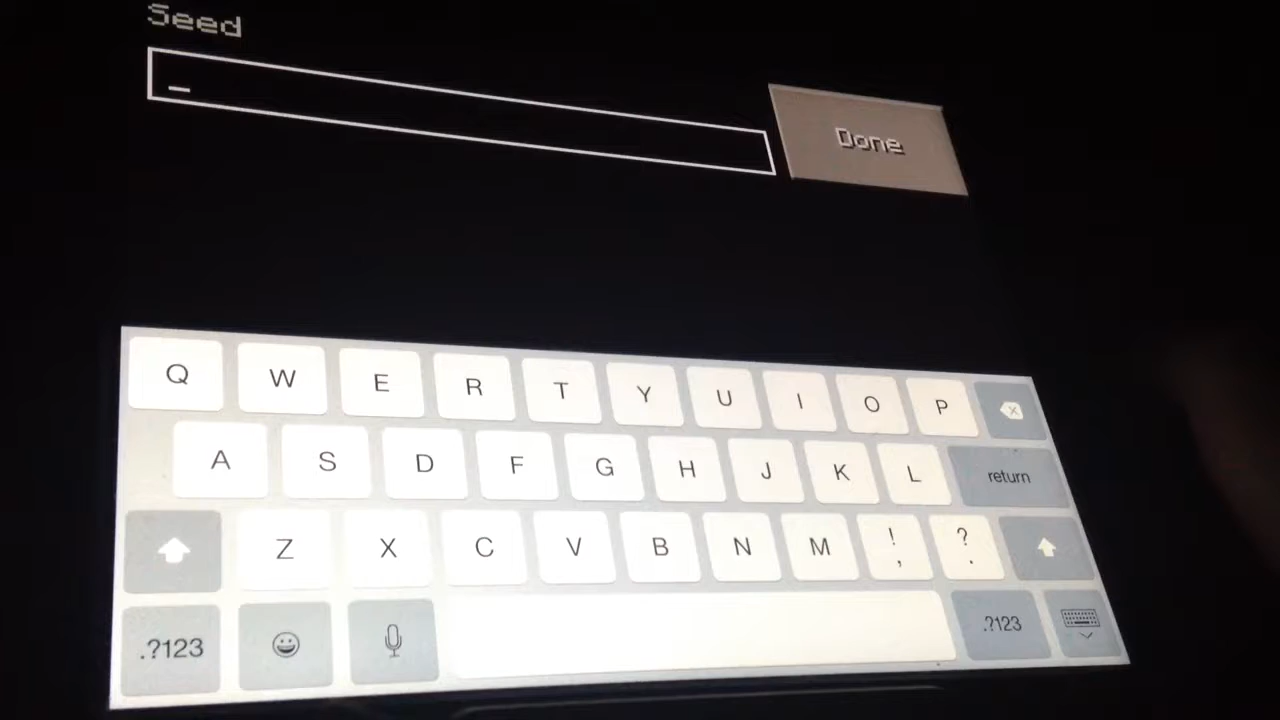 Seed
_
Done
Q W E R T Y U I O P
A S D F G H J K L return
Z X C V B N M ! , ? .
.?123 .?123